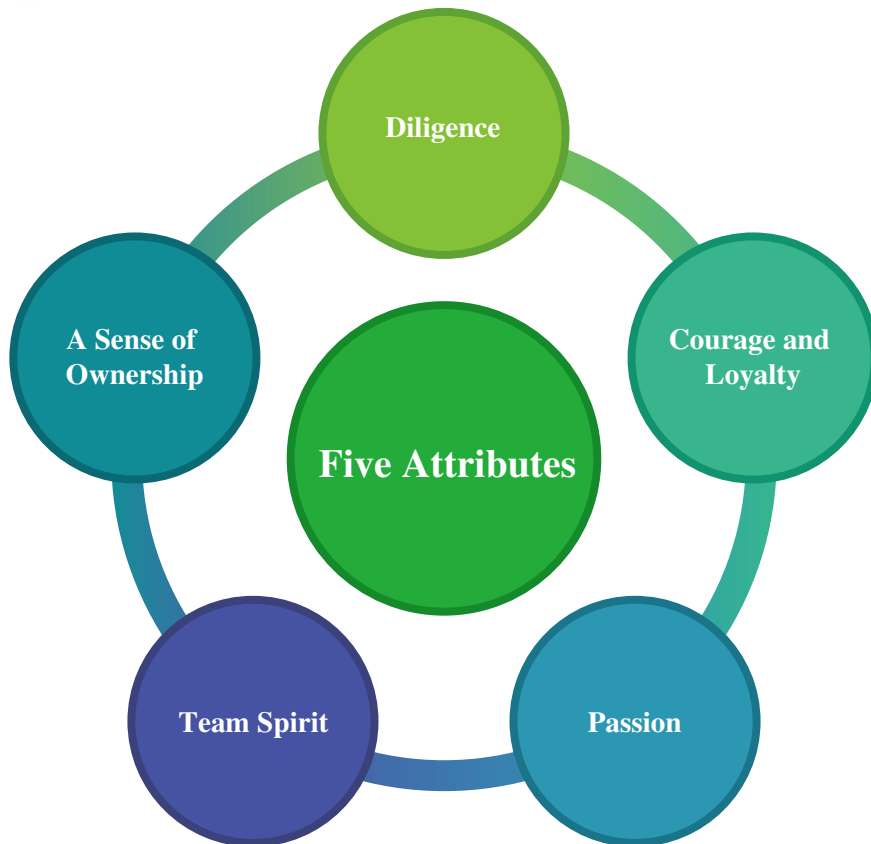 Diligence
A Sense of
Ownership
Courage and
Loyalty
Five Attributes
Team Spirit
Passion